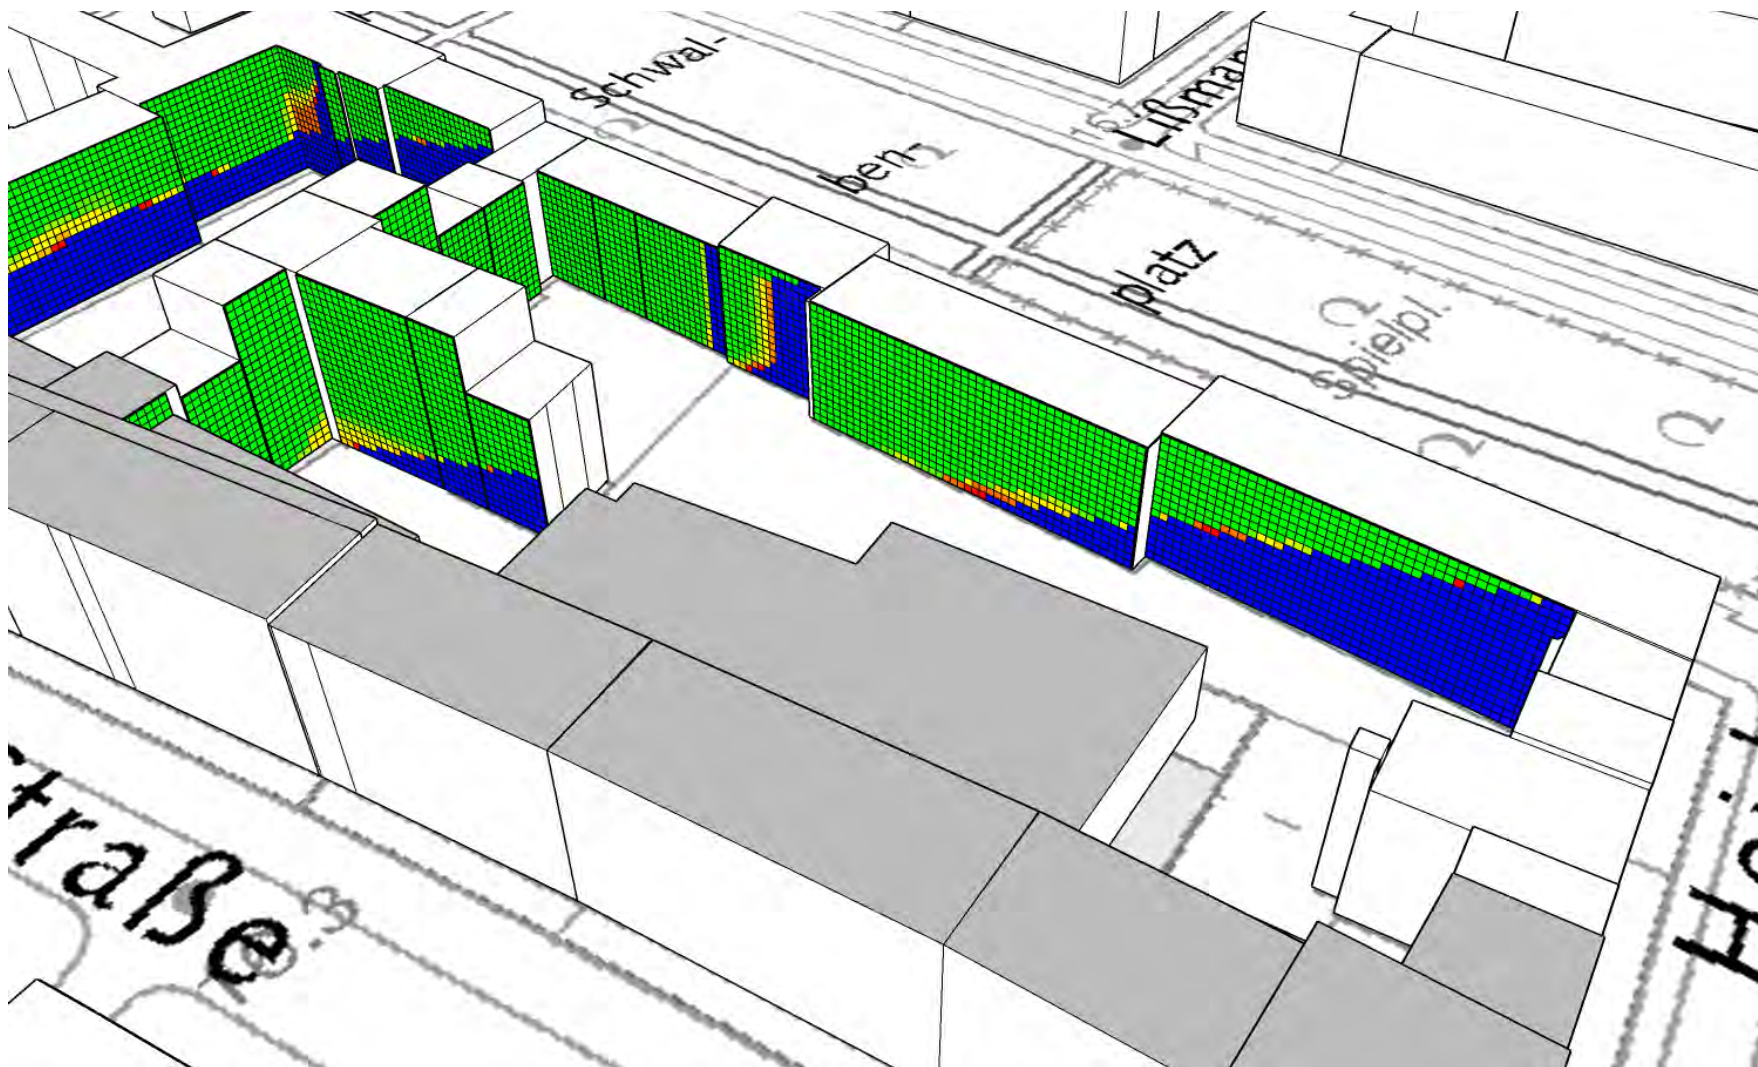 Schwal-
ben-
platz
Lißman
Spielpl.
traße